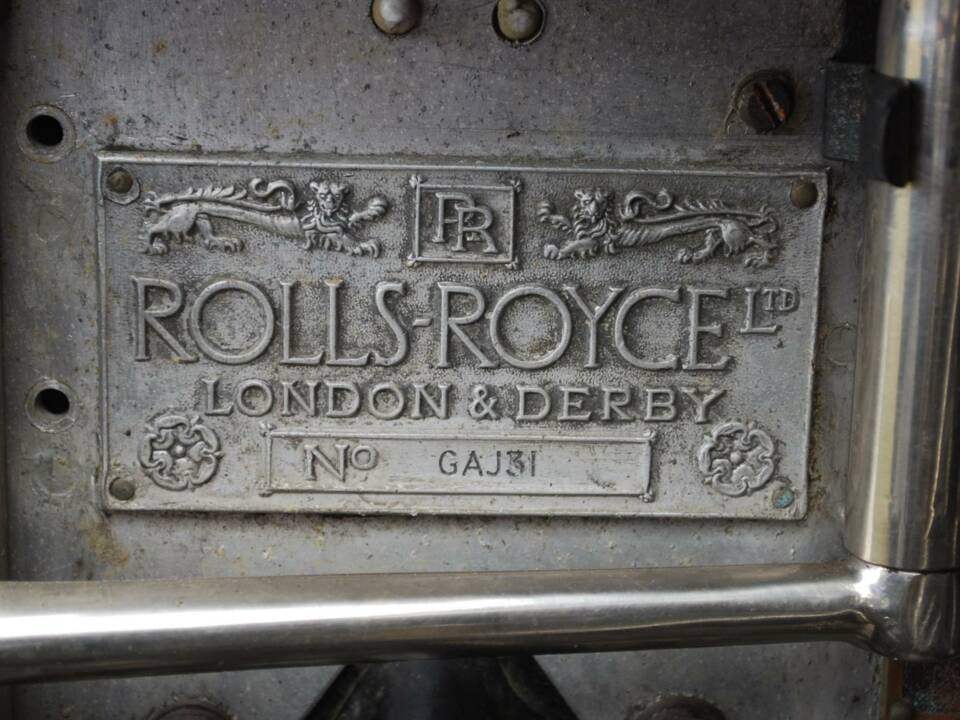 RR
ROLLS-ROYCE LTD
LONDON & DERBY
No GAJ31